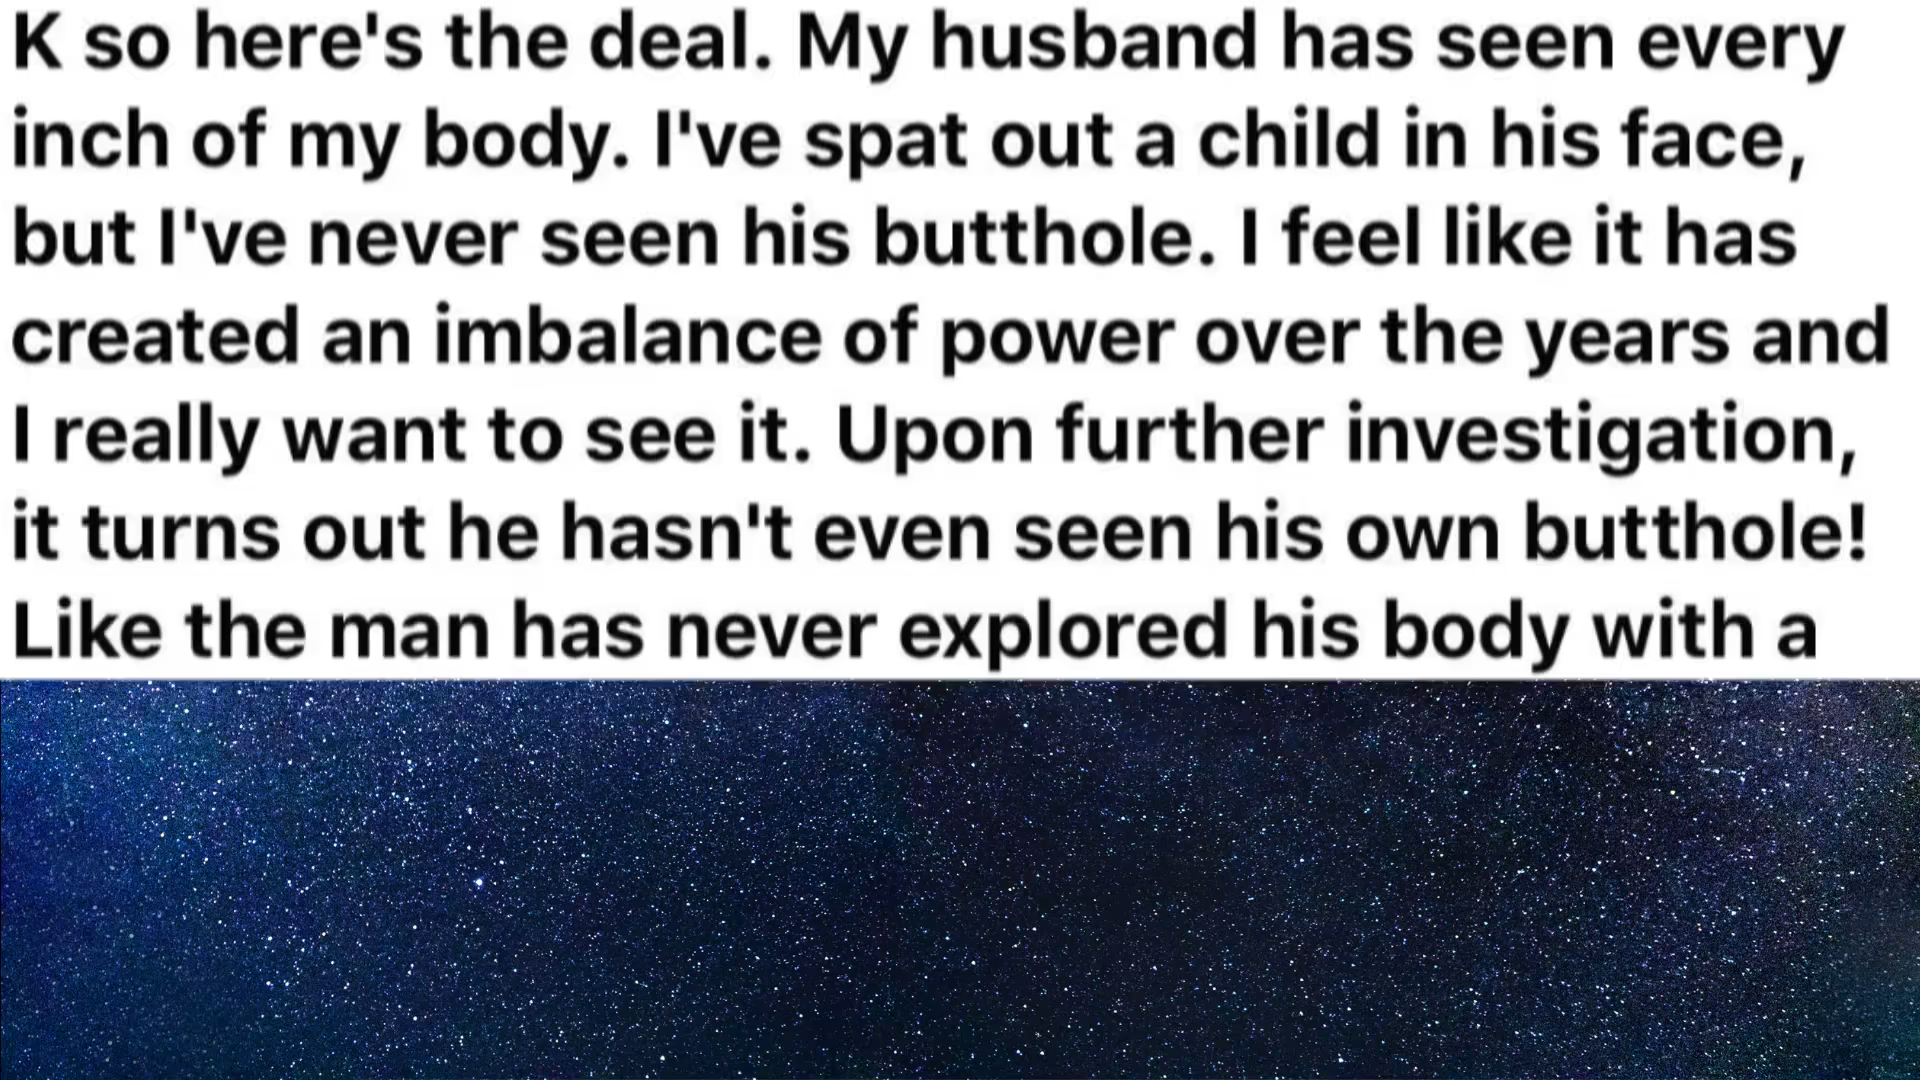 K so here's the deal. My husband has seen every
inch of my body. I've spat out a child in his face,
but I've never seen his butthole. I feel like it has
created an imbalance of power over the years and
I really want to see it. Upon further investigation,
it turns out he hasn't even seen his own butthole!
Like the man has never explored his body with a